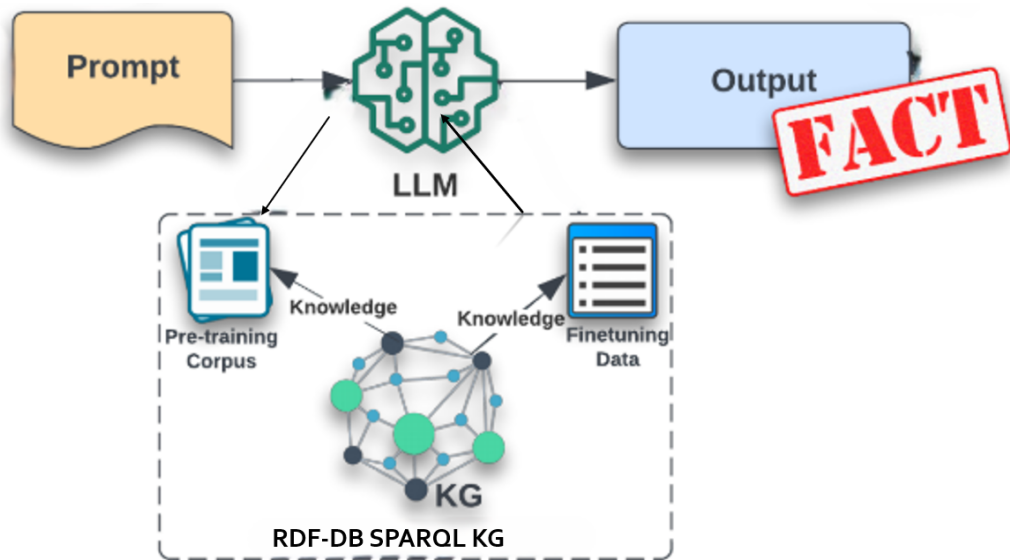 Prompt
Output
FACT
LLM
Knowledge
Knowledge
Pre-training
Corpus
Finetuning
Data
KG
RDF-DB SPARQL KG